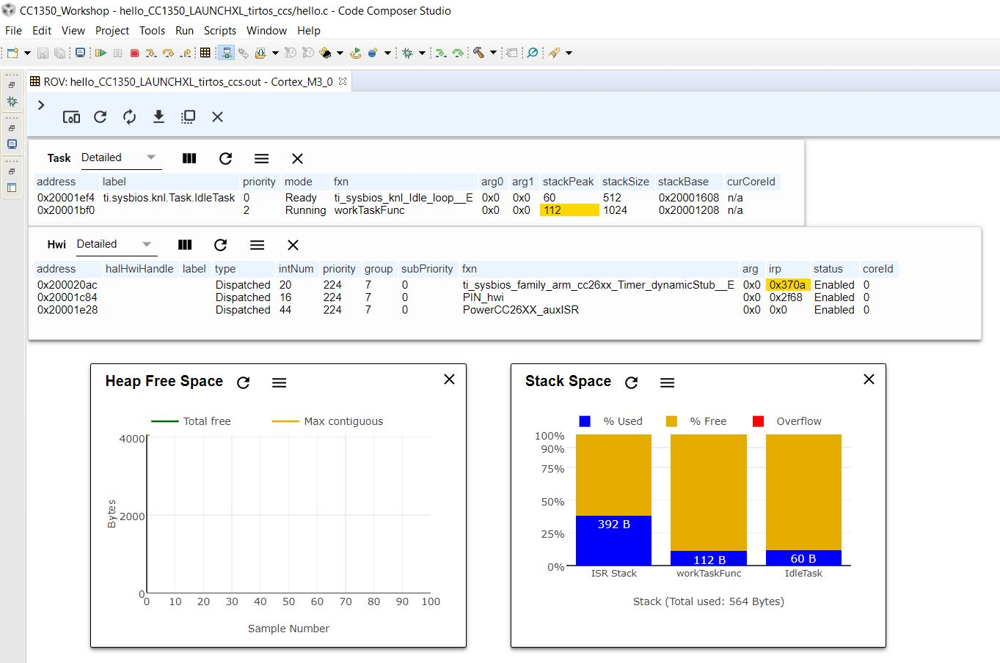 CC1350_Workshop - hello_CC1350_LAUNCHXL_tirtos_ccs/hello.c - Code Composer Studio
File Edit View Project Tools Run Scripts Window Help
ROV: hello_CC1350_LAUNCHXL_tirtos_ccs.out - Cortex_M3_0
Task Detailed
address label priority mode fxn arg0 arg1 stackPeak stackSize stackBase curCoreId
0x20001ef4 ti.sysbios.knl.Task.IdleTask 0 Ready ti_sysbios_knl_Idle_loop__E 0x0 0x0 60 512 0x20001608 n/a
0x20001bf0 2 Running workTaskFunc 0x0 0x0 112 1024 0x20001208 n/a
Hwi Detailed
address halHwiHandle label type intNum priority group subPriority fxn arg irp status coreId
0x200020ac Dispatched 20 224 7 0 ti_sysbios_family_arm_cc26xx_Timer_dynamicStub__E 0x0 0x370a Enabled 0
0x20001c84 Dispatched 16 224 7 0 PIN_hwi 0x0 0x2f68 Enabled 0
0x20001e28 Dispatched 44 224 7 0 PowerCC26XX_auxISR 0x0 0x0 Enabled 0
Heap Free Space
Total free Max contiguous
4000
2000
0
Bytes
0 10 20 30 40 50 60 70 80 90 100
Sample Number
Stack Space
% Used % Free Overflow
100%
90%
75%
50%
25%
0%
392 B
112 B
60 B
ISR Stack workTaskFunc IdleTask
Stack (Total used: 564 Bytes)